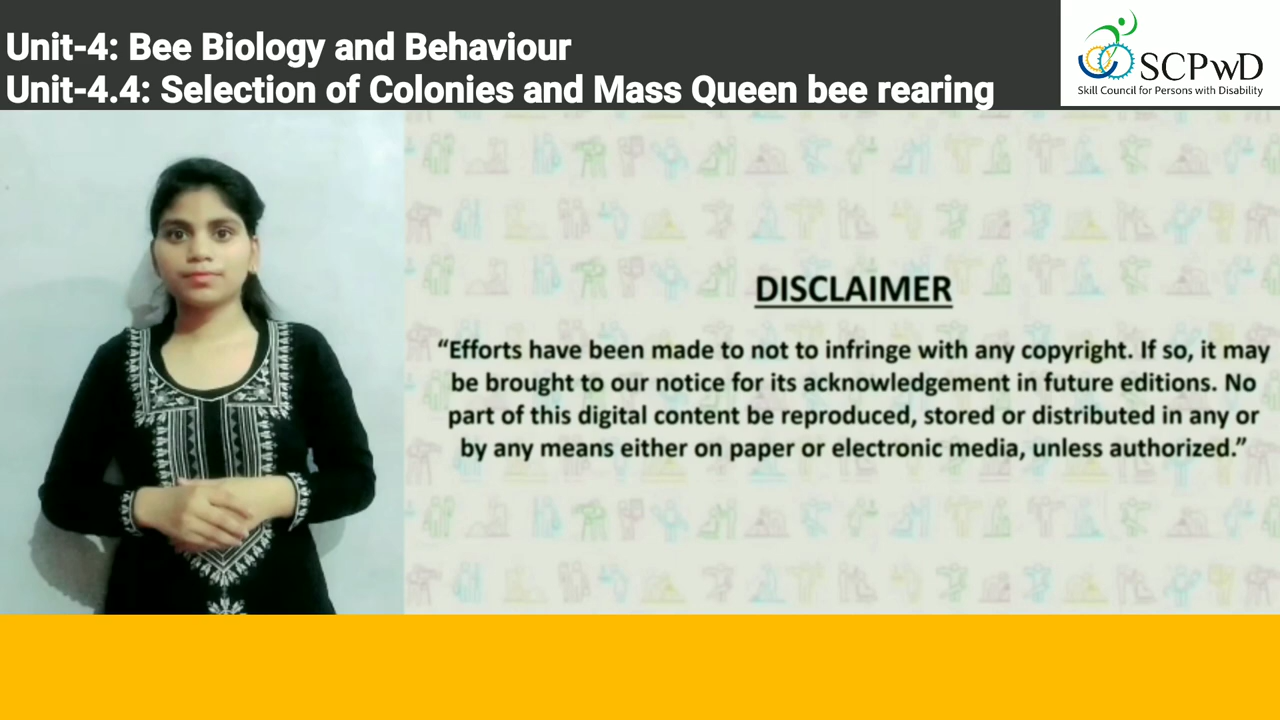 Unit-4: Bee Biology and Behaviour
Unit-4.4: Selection of Colonies and Mass Queen bee rearing
SCPwD
Skill Council for Persons with Disability
DISCLAIMER
“Efforts have been made to not to infringe with any copyright. If so, it may
be brought to our notice for its acknowledgement in future editions. No
part of this digital content be reproduced, stored or distributed in any or
by any means either on paper or electronic media, unless authorized.”